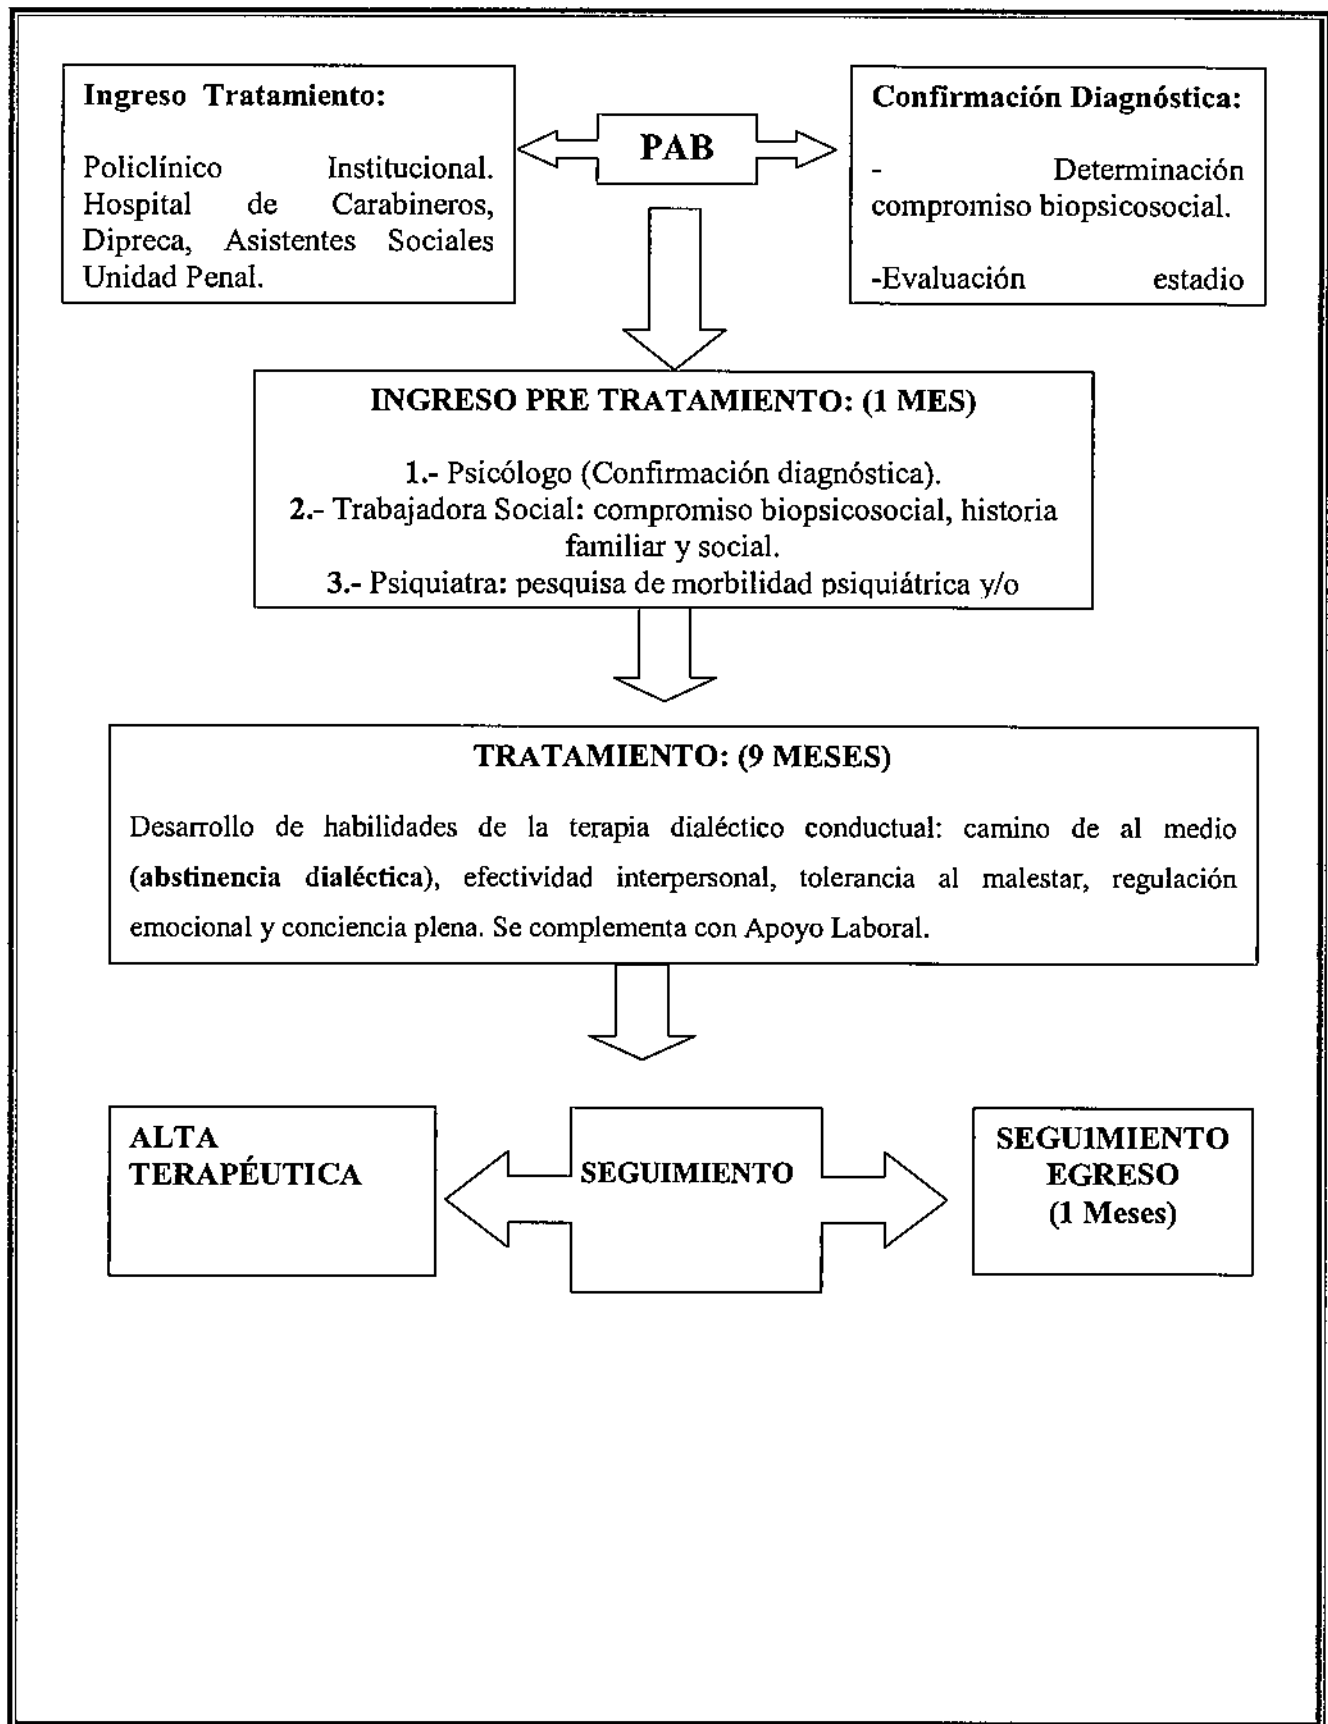 Ingreso Tratamiento:
Policlínico Institucional.
Hospital de Carabineros,
Dipreca, Asistentes Sociales
Unidad Penal.
PAB
Confirmación Diagnóstica:
- Determinación
compromiso biopsicosocial.
-Evaluación estadio
INGRESO PRE TRATAMIENTO: (1 MES)
1.- Psicólogo (Confirmación diagnóstica).
2.- Trabajadora Social: compromiso biopsicosocial, historia
familiar y social.
3.- Psiquiatra: pesquisa de morbilidad psiquiátrica y/o
TRATAMIENTO: (9 MESES)
Desarrollo de habilidades de la terapia dialéctico conductual: camino de al medio
(abstinencia dialéctica), efectividad interpersonal, tolerancia al malestar, regulación
emocional y conciencia plena. Se complementa con Apoyo Laboral.
ALTA
TERAPÉUTICA
SEGUIMIENTO
SEGU1MIENTO
EGRESO
(1 Meses)